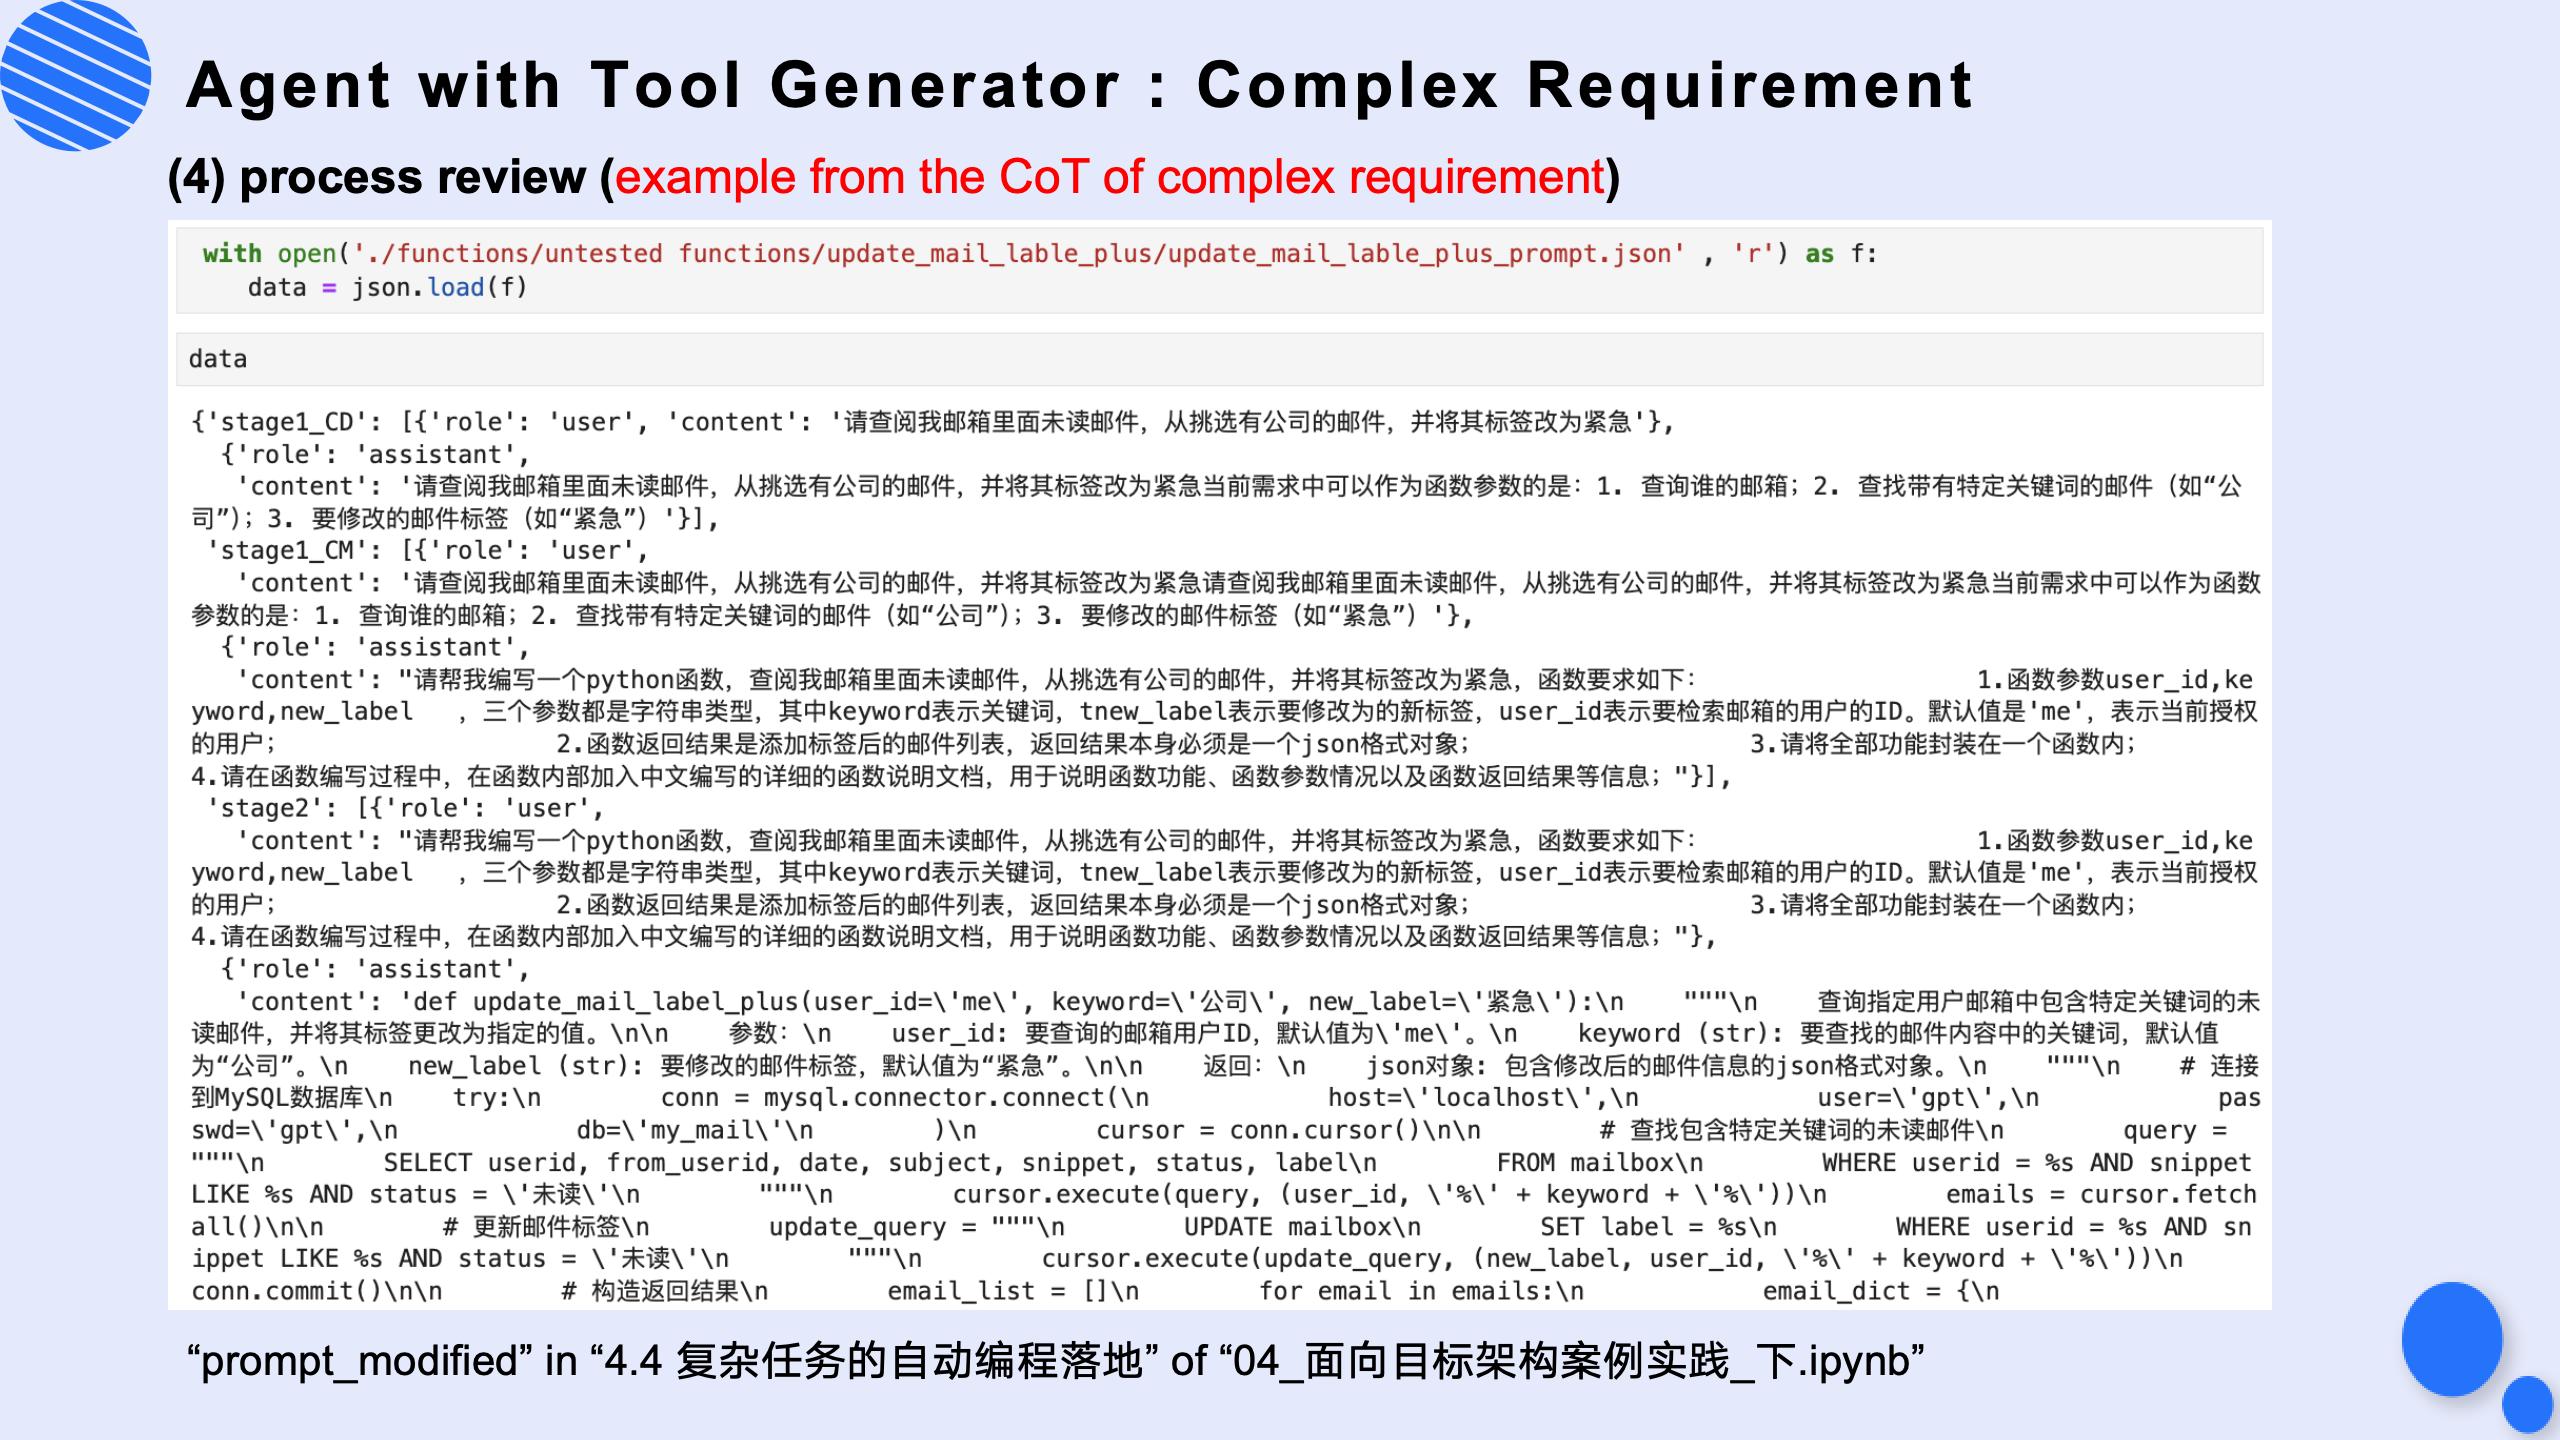 Agent with Tool Generator : Complex Requirement
(4) process review (example from the CoT of complex requirement)
with open('./functions/untested functions/update_mail_lable_plus/update_mail_lable_plus_prompt.json' , 'r') as f:
data = json.load(f)
data
{'stage1_CD': [{'role': 'user', 'content': '请查阅我邮箱里面未读邮件，从挑选有公司的邮件，并将其标签改为紧急'},
{'role': 'assistant',
'content': '请查阅我邮箱里面未读邮件，从挑选有公司的邮件，并将其标签改为紧急当前需求中可以作为函数参数的是：1. 查询谁的邮箱；2. 查找带有特定关键词的邮件（如“公
司”）；3. 要修改的邮件标签（如“紧急”）'}],
'stage1_CM': [{'role': 'user',
'content': '请查阅我邮箱里面未读邮件，从挑选有公司的邮件，并将其标签改为紧急请查阅我邮箱里面未读邮件，从挑选有公司的邮件，并将其标签改为紧急当前需求中可以作为函数
参数的是：1. 查询谁的邮箱；2. 查找带有特定关键词的邮件（如“公司”）；3. 要修改的邮件标签（如“紧急”）'},
{'role': 'assistant',
'content': "请帮我编写一个python函数，查阅我邮箱里面未读邮件，从挑选有公司的邮件，并将其标签改为紧急，函数要求如下： 1.函数参数user_id,ke
yword,new_label ，三个参数都是字符串类型，其中keyword表示关键词，tnew_label表示要修改为的新标签，user_id表示要检索邮箱的用户的ID。默认值是'me'，表示当前授权
的用户； 2.函数返回结果是添加标签后的邮件列表，返回结果本身必须是一个json格式对象； 3.请将全部功能封装在一个函数内；
4.请在函数编写过程中，在函数内部加入中文编写的详细的函数说明文档，用于说明函数功能、函数参数情况以及函数返回结果等信息；"}],
'stage2': [{'role': 'user',
'content': "请帮我编写一个python函数，查阅我邮箱里面未读邮件，从挑选有公司的邮件，并将其标签改为紧急，函数要求如下： 1.函数参数user_id,ke
yword,new_label ，三个参数都是字符串类型，其中keyword表示关键词，tnew_label表示要修改为的新标签，user_id表示要检索邮箱的用户的ID。默认值是'me'，表示当前授权
的用户； 2.函数返回结果是添加标签后的邮件列表，返回结果本身必须是一个json格式对象； 3.请将全部功能封装在一个函数内；
4.请在函数编写过程中，在函数内部加入中文编写的详细的函数说明文档，用于说明函数功能、函数参数情况以及函数返回结果等信息；"},
{'role': 'assistant',
'content': 'def update_mail_label_plus(user_id=\'me\', keyword=\'公司\', new_label=\'紧急\'):\n """\n 查询指定用户邮箱中包含特定关键词的未
读邮件，并将其标签更改为指定的值。\n\n 参数：\n user_id: 要查询的邮箱用户ID，默认值为\'me\'。\n keyword (str): 要查找的邮件内容中的关键词，默认值
为“公司”。\n new_label (str): 要修改的邮件标签，默认值为“紧急”。\n\n 返回：\n json对象: 包含修改后的邮件信息的json格式对象。\n """\n # 连接
到MySQL数据库\n try:\n conn = mysql.connector.connect(\n host=\'localhost\',\n user=\'gpt\',\n pas
swd=\'gpt\',\n db=\'my_mail\'\n )\n cursor = conn.cursor()\n\n # 查找包含特定关键词的未读邮件\n query =
"""\n SELECT userid, from_userid, date, subject, snippet, status, label\n FROM mailbox\n WHERE userid = %s AND snippet
LIKE %s AND status = \'未读\'\n """\n cursor.execute(query, (user_id, \'%\' + keyword + \'%\'))\n emails = cursor.fetch
all()\n\n # 更新邮件标签\n update_query = """\n UPDATE mailbox\n SET label = %s\n WHERE userid = %s AND sn
ippet LIKE %s AND status = \'未读\'\n """\n cursor.execute(update_query, (new_label, user_id, \'%\' + keyword + \'%\'))\n
conn.commit()\n\n # 构造返回结果\n email_list = []\n for email in emails:\n email_dict = {\n
“prompt_modified” in “4.4 复杂任务的自动编程落地” of “04_面向目标架构案例实践_下.ipynb”